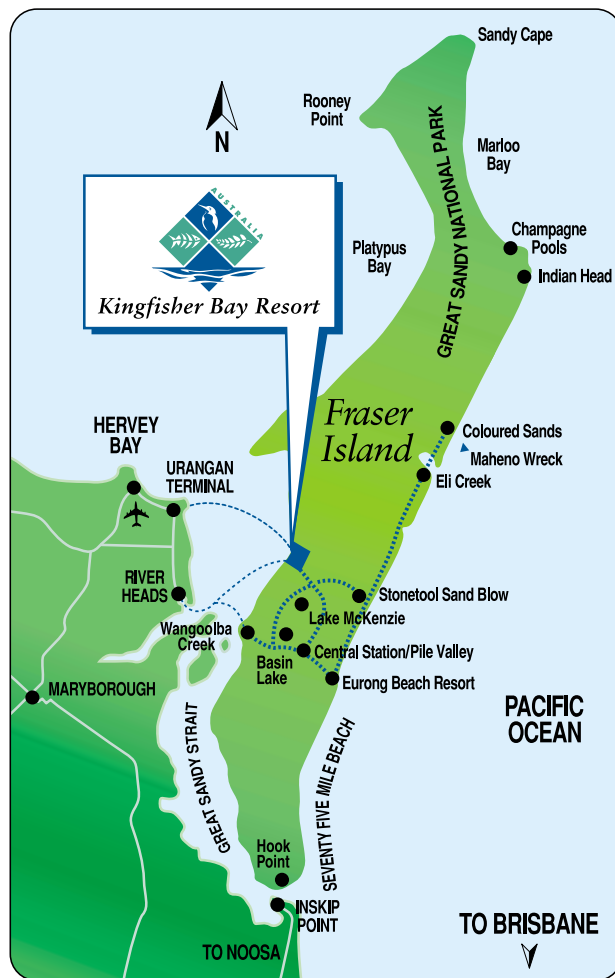 Sandy Cape
Rooney
Point
N
GREAT SANDY NATIONAL PARK
Marloo
Bay
AUSTRALIA
Kingfisher Bay Resort
Platypus
Bay
Champagne
Pools
Indian Head
Fraser
Island
Coloured Sands
Maheno Wreck
Eli Creek
HERVEY
BAY
URANGAN
TERMINAL
RIVER
HEADS
Stonetool Sand Blow
Lake McKenzie
Wangoolba
Creek
Basin
Lake
Central Station/Pile Valley
Eurong Beach Resort
MARYBOROUGH
PACIFIC
OCEAN
GREAT SANDY STRAIT
SEVENTY FIVE MILE BEACH
Hook
Point
INSKIP
POINT
TO NOOSA
TO BRISBANE